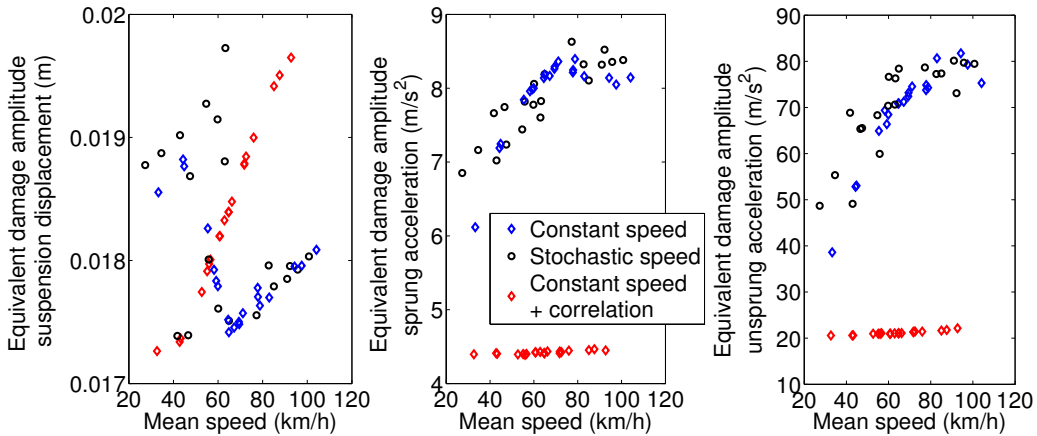 Equivalent damage amplitude
suspension displacement (m)
0.02
0.019
0.018
0.017
20 40 60 80 100 120
Mean speed (km/h)
Equivalent damage amplitude
sprung acceleration (m/s²)
9
8
7
6
5
4
20 40 60 80 100 120
Mean speed (km/h)
Constant speed
Stochastic speed
Constant speed
+ correlation
Equivalent damage amplitude
unsprung acceleration (m/s²)
90
80
70
60
50
40
30
20
10
20 40 60 80 100 120
Mean speed (km/h)